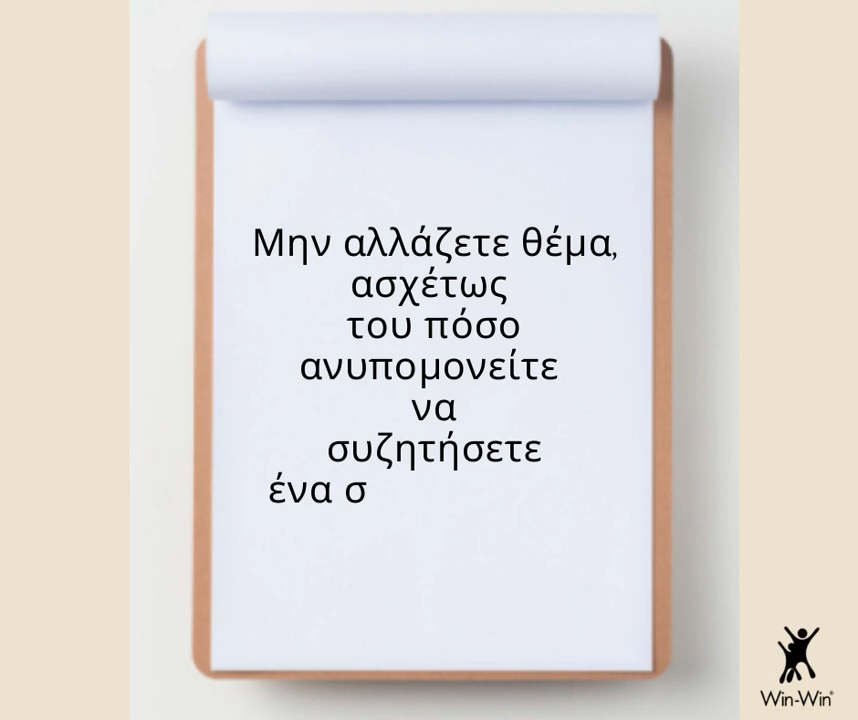 Μην αλλάζετε θέμα,
ασχέτως
του πόσο
ανυπομονείτε
να
συζητήσετε
ένα σ
Win-Win®